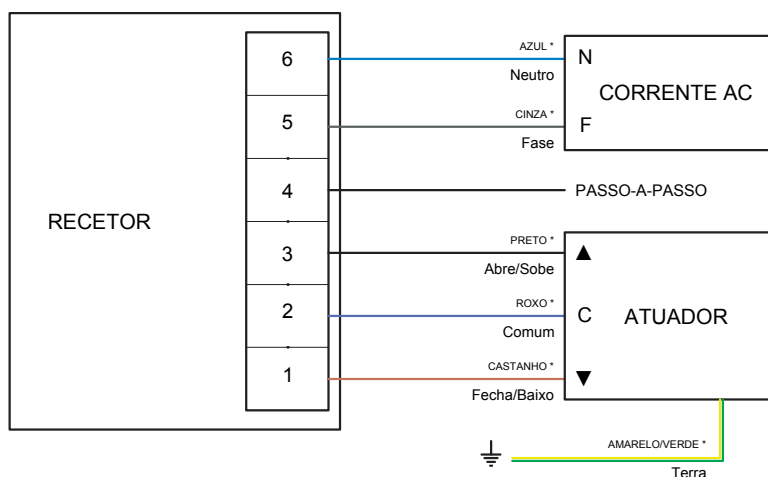 AZUL *
6
N
Neutro
CORRENTE AC
CINZA *
5
F
Fase
4
PASSO-A-PASSO
RECETOR
PRETO *
3
▲
Abre/Sobe
ROXO *
2
C
ATUADOR
Comum
CASTANHO *
1
▼
Fecha/Baixo
AMARELO/VERDE *
Terra